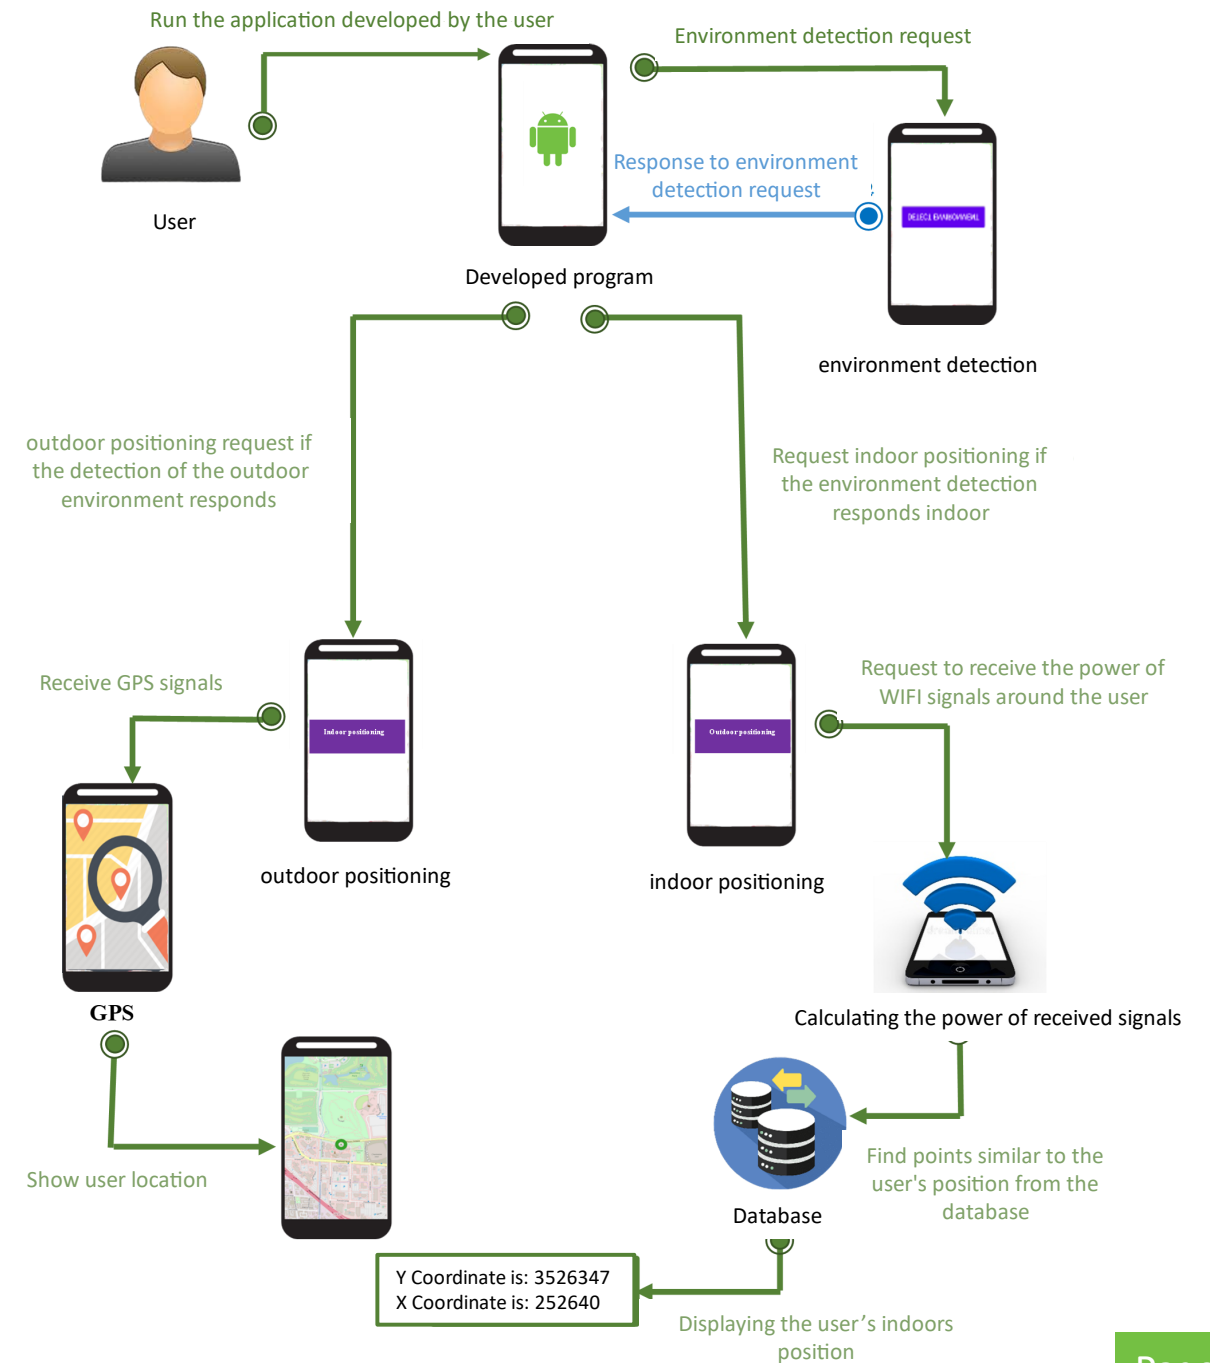 Run the application developed by the user
Environment detection request
Response to environment
detection request
DETECT ENVIRONMENT
User
Developed program
environment detection
outdoor positioning request if
the detection of the outdoor
environment responds
Request indoor positioning if
the environment detection
responds indoor
Receive GPS signals
Request to receive the power of
WIFI signals around the user
Indoor positioning
Outdoor positioning
outdoor positioning
indoor positioning
GPS
Calculating the power of received signals
Show user location
Find points similar to the
user's position from the
database
Database
Y Coordinate is: 3526347
X Coordinate is: 252640
Displaying the user's indoors
position